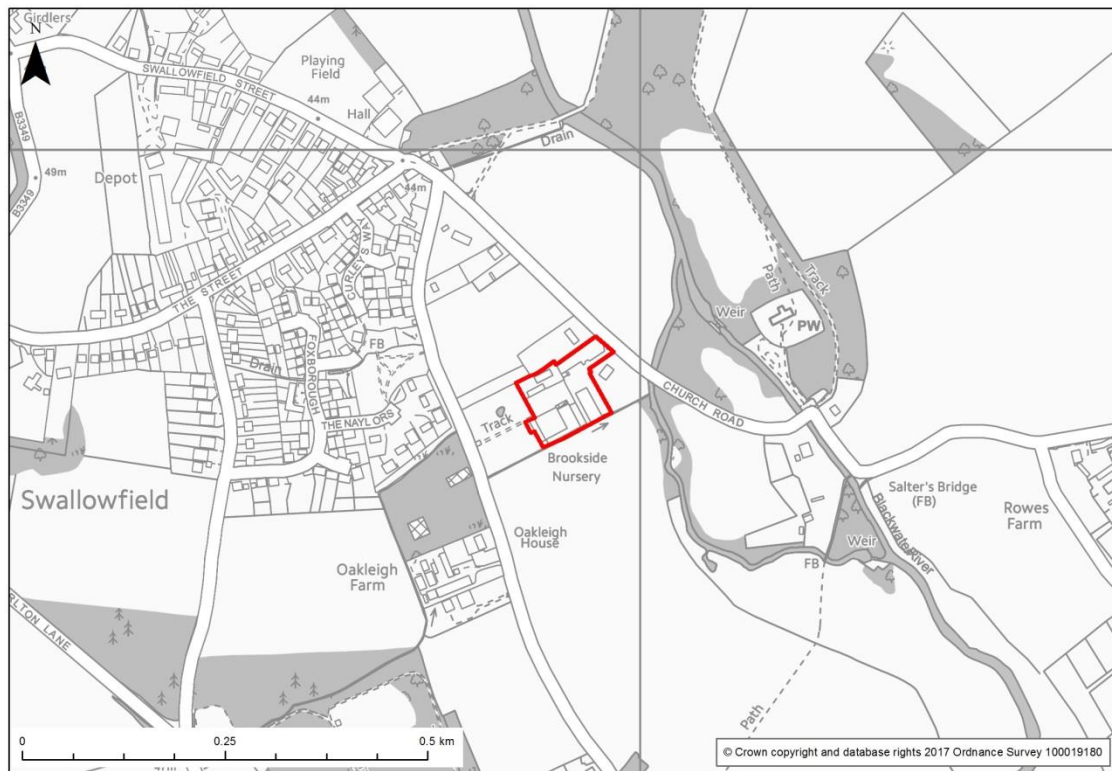 Girdlers
N
SWALLOWFIELD STREET
Playing
Field
44m
Hall
B3349
49m
B3349
Depot
Drain
44m
THE STREET
CURLEYS WAY
FB
Drain
FOXBOROUGH
THE NAYLORS
Track
Brookside
Nursery
CHURCH ROAD
Weir
Path
Track
PW
Swallowfield
Oakleigh
House
Oakleigh
Farm
Salter's Bridge
(FB)
Rowes
Farm
Blackwater River
Weir
FB
Path
RLTON LANE
0 0.25 0.5 km
© Crown copyright and database rights 2017 Ordnance Survey 100019180